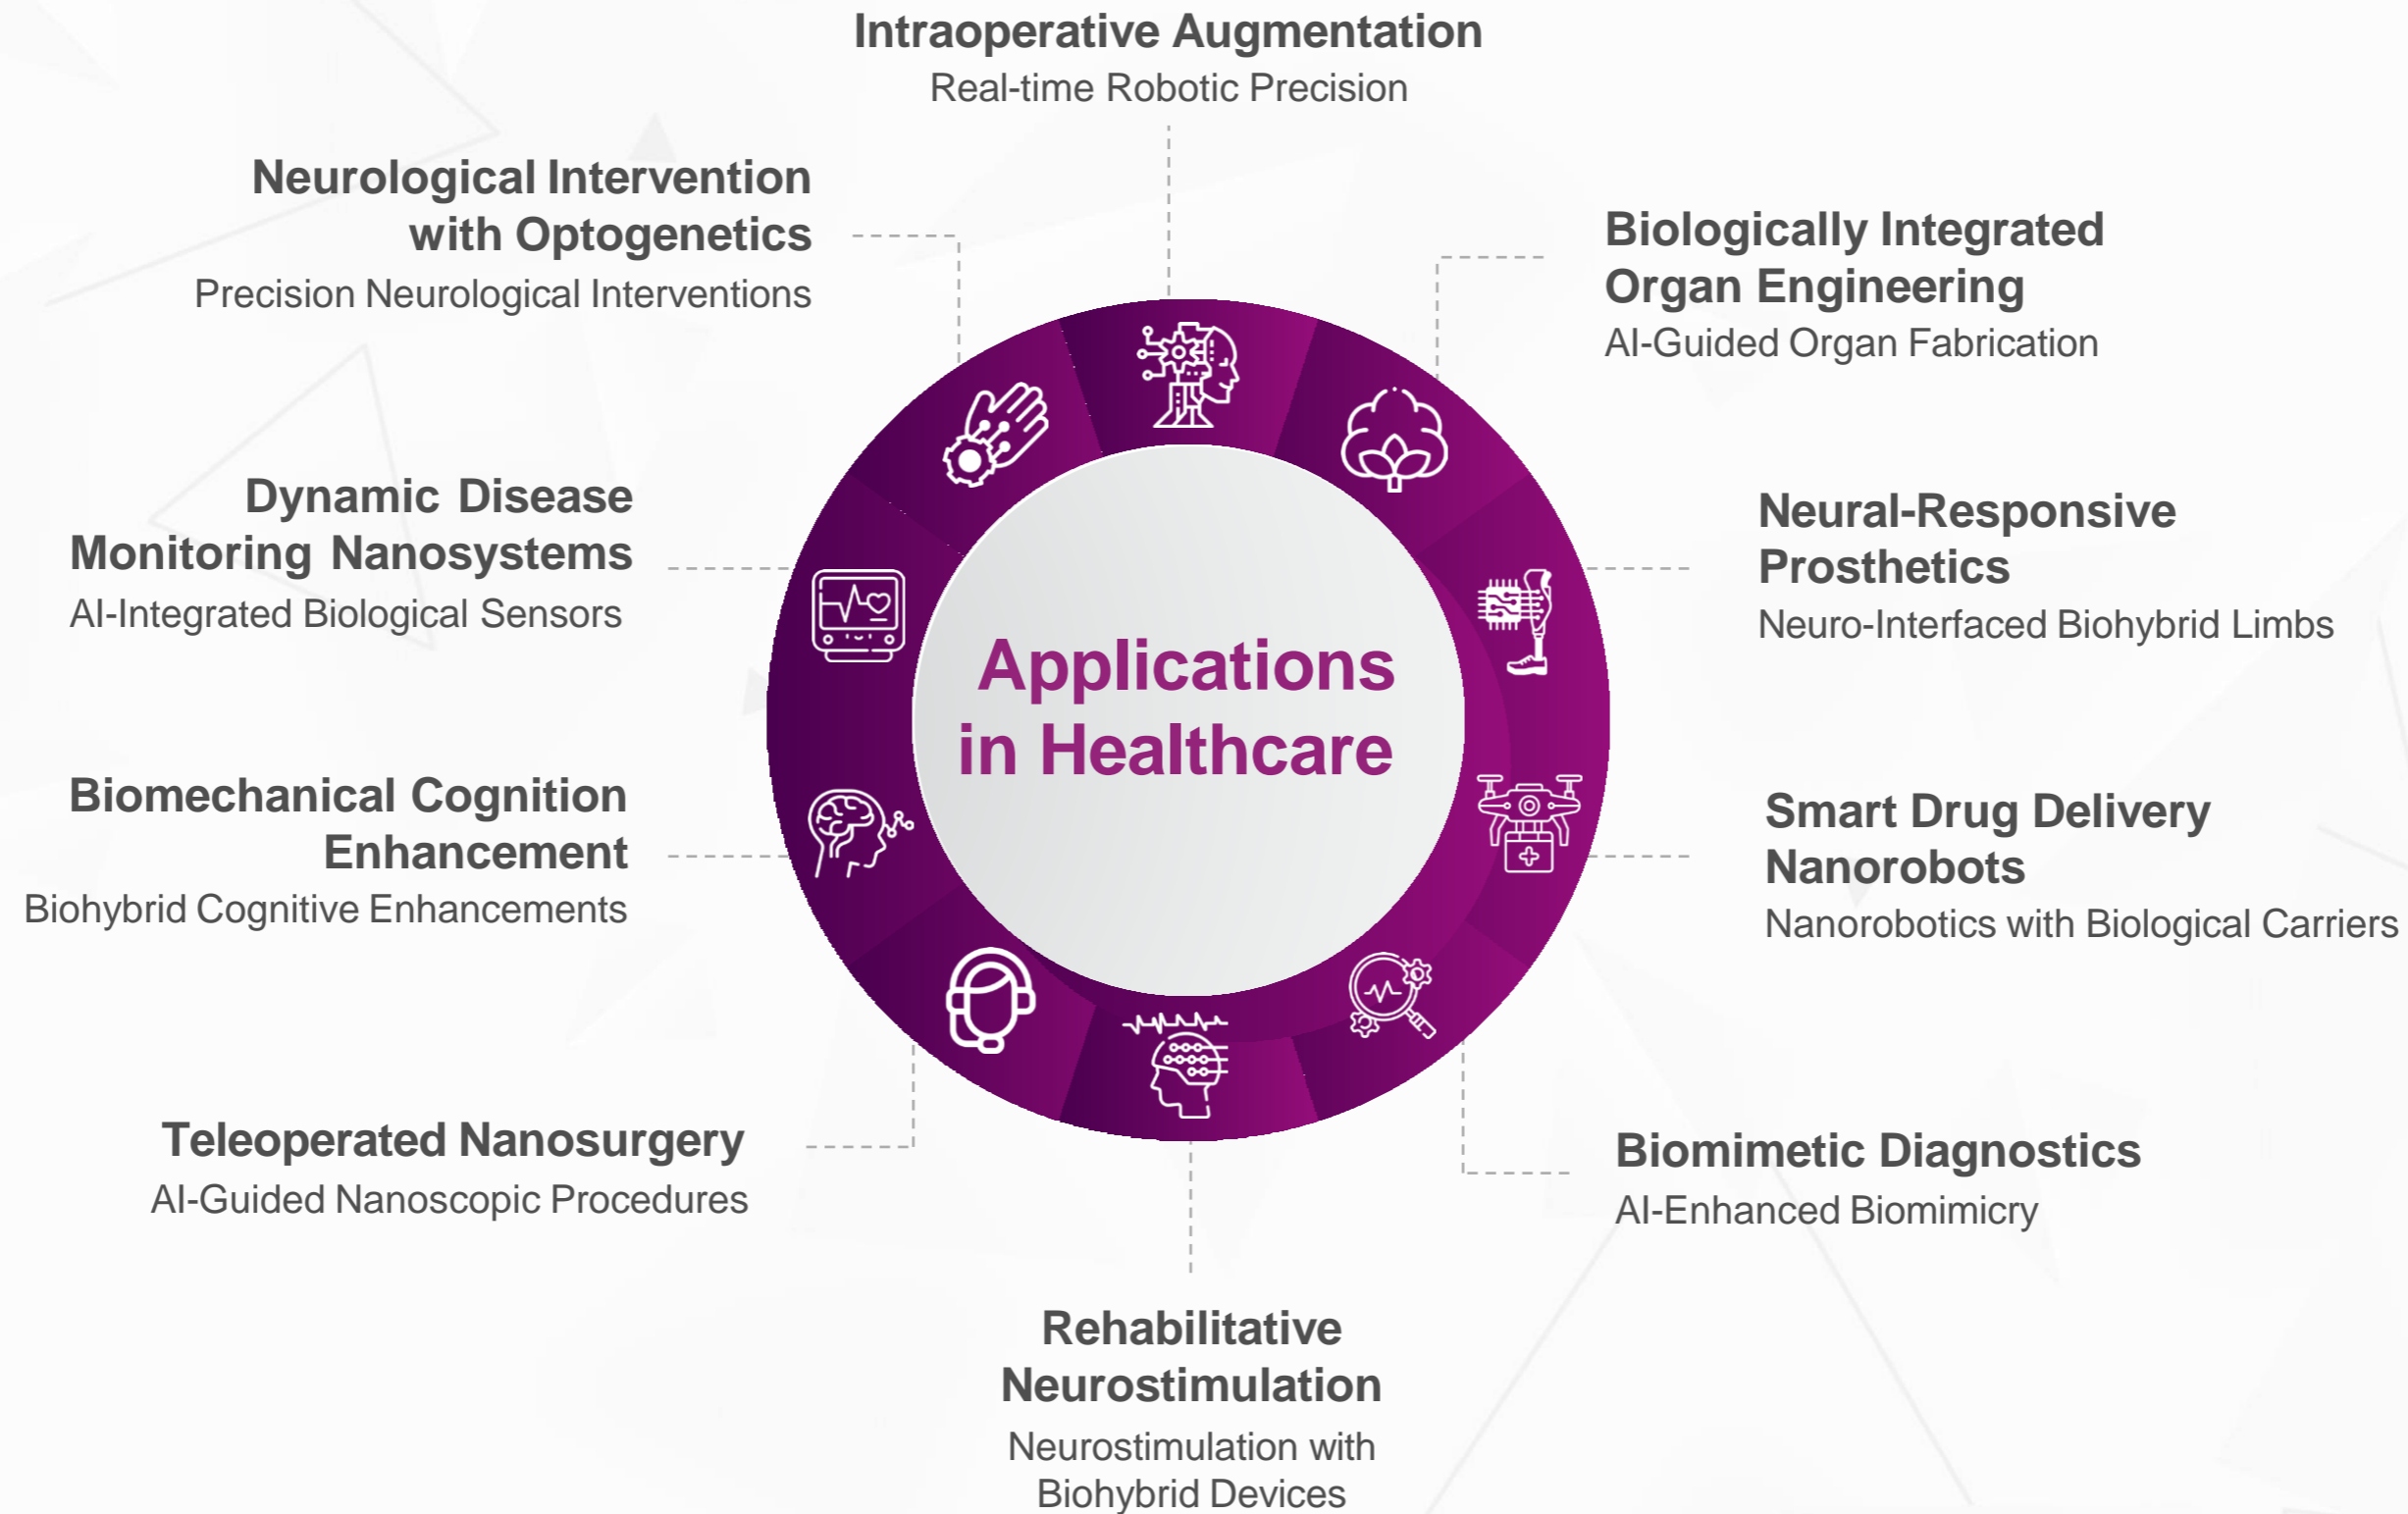 Intraoperative Augmentation
Real-time Robotic Precision
Neurological Intervention
with Optogenetics
Precision Neurological Interventions
Biologically Integrated
Organ Engineering
AI-Guided Organ Fabrication
Dynamic Disease
Monitoring Nanosystems
AI-Integrated Biological Sensors
Neural-Responsive
Prosthetics
Neuro-Interfaced Biohybrid Limbs
Applications
in Healthcare
Biomechanical Cognition
Enhancement
Biohybrid Cognitive Enhancements
Smart Drug Delivery
Nanorobots
Nanorobotics with Biological Carriers
Teleoperated Nanosurgery
AI-Guided Nanoscopic Procedures
Biomimetic Diagnostics
AI-Enhanced Biomimicry
Rehabilitative
Neurostimulation
Neurostimulation with
Biohybrid Devices